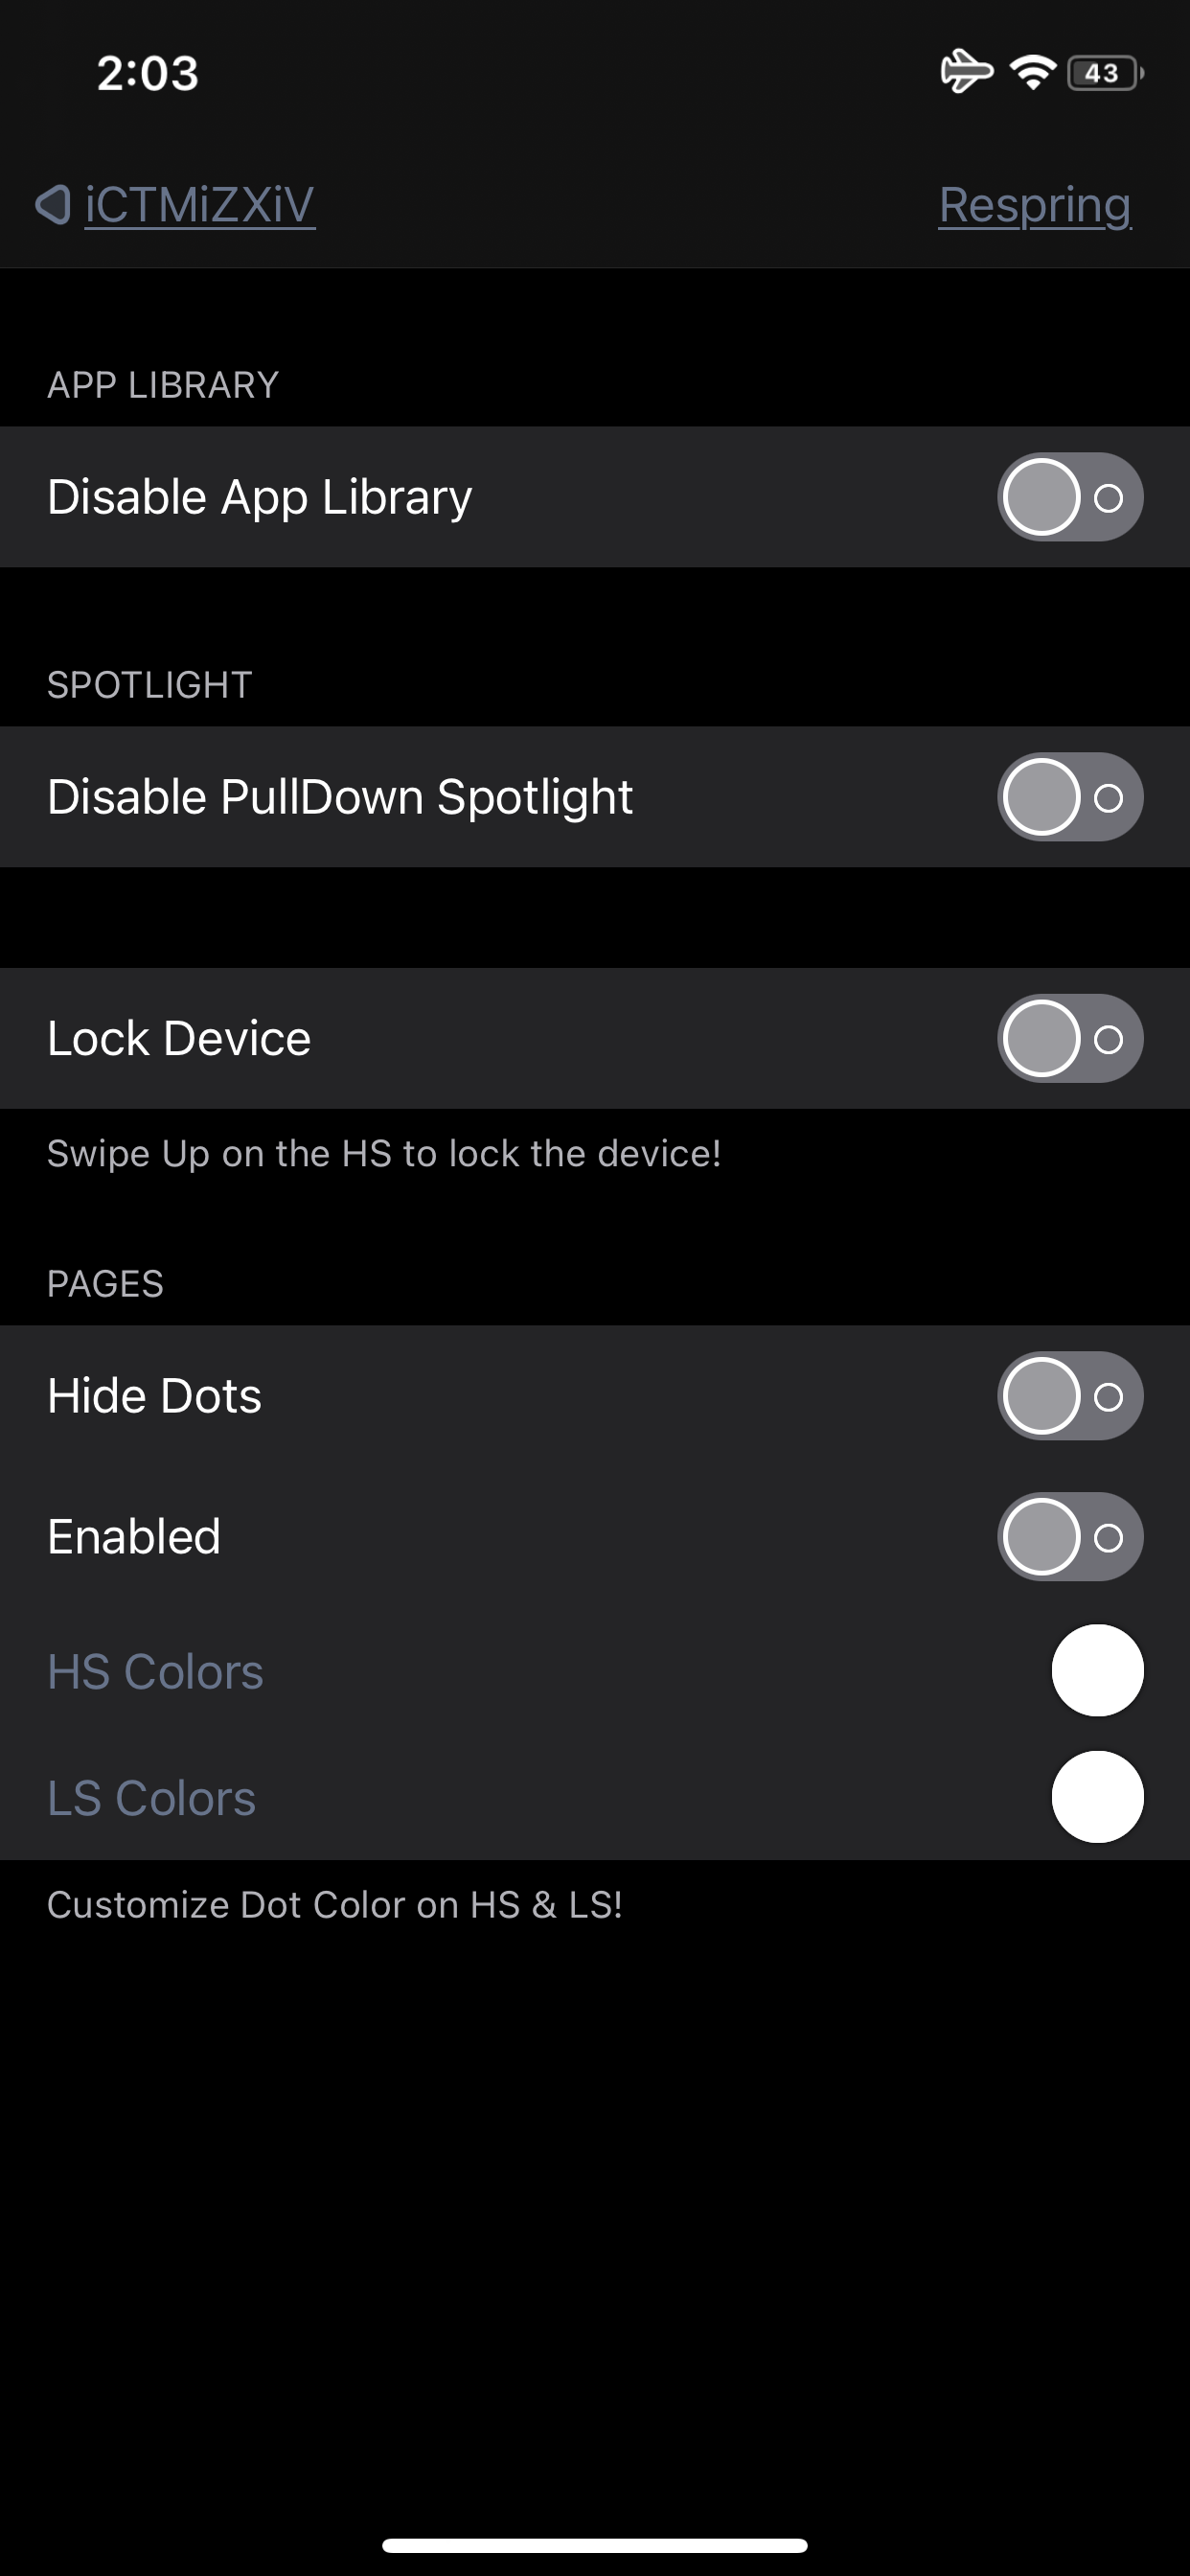 2:03
43
iCTMiZXiV
Respring
APP LIBRARY
Disable App Library
SPOTLIGHT
Disable PullDown Spotlight
Lock Device
Swipe Up on the HS to lock the device!
PAGES
Hide Dots
Enabled
HS Colors
LS Colors
Customize Dot Color on HS & LS!